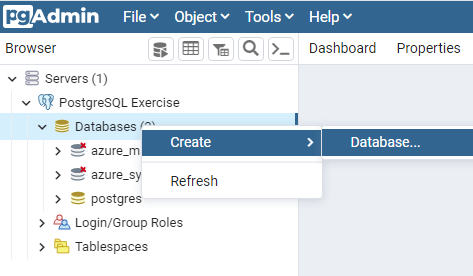 pgAdmin File Object Tools Help
Browser Dashboard Properties
Servers (1)
PostgreSQL Exercise
Databases
azure_m Create Database...
azure_sy Refresh
postgres
Login/Group Roles
Tablespaces